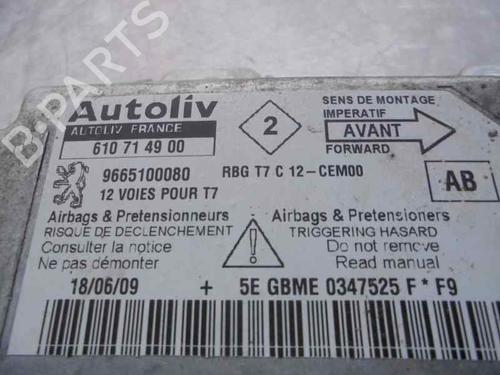 Autoliv
AUTOLIV FRANCE
610 71 49 00
2
SENS DE MONTAGE
IMPERATIF
AVANT
FORWARD
9665100080
RBG T7 C 12-CEM00
12 VOIES POUR T7
AB
Airbags & Pretensionneurs
RISQUE DE DECLENCHEMENT
Consulter la notice
Ne pas démonter
Airbags & Pretensioners
TRIGGERING HASARD
Do not remove
Read manual
18/06/09 + 5E GBME 0347525 F * F9
B-PARTS